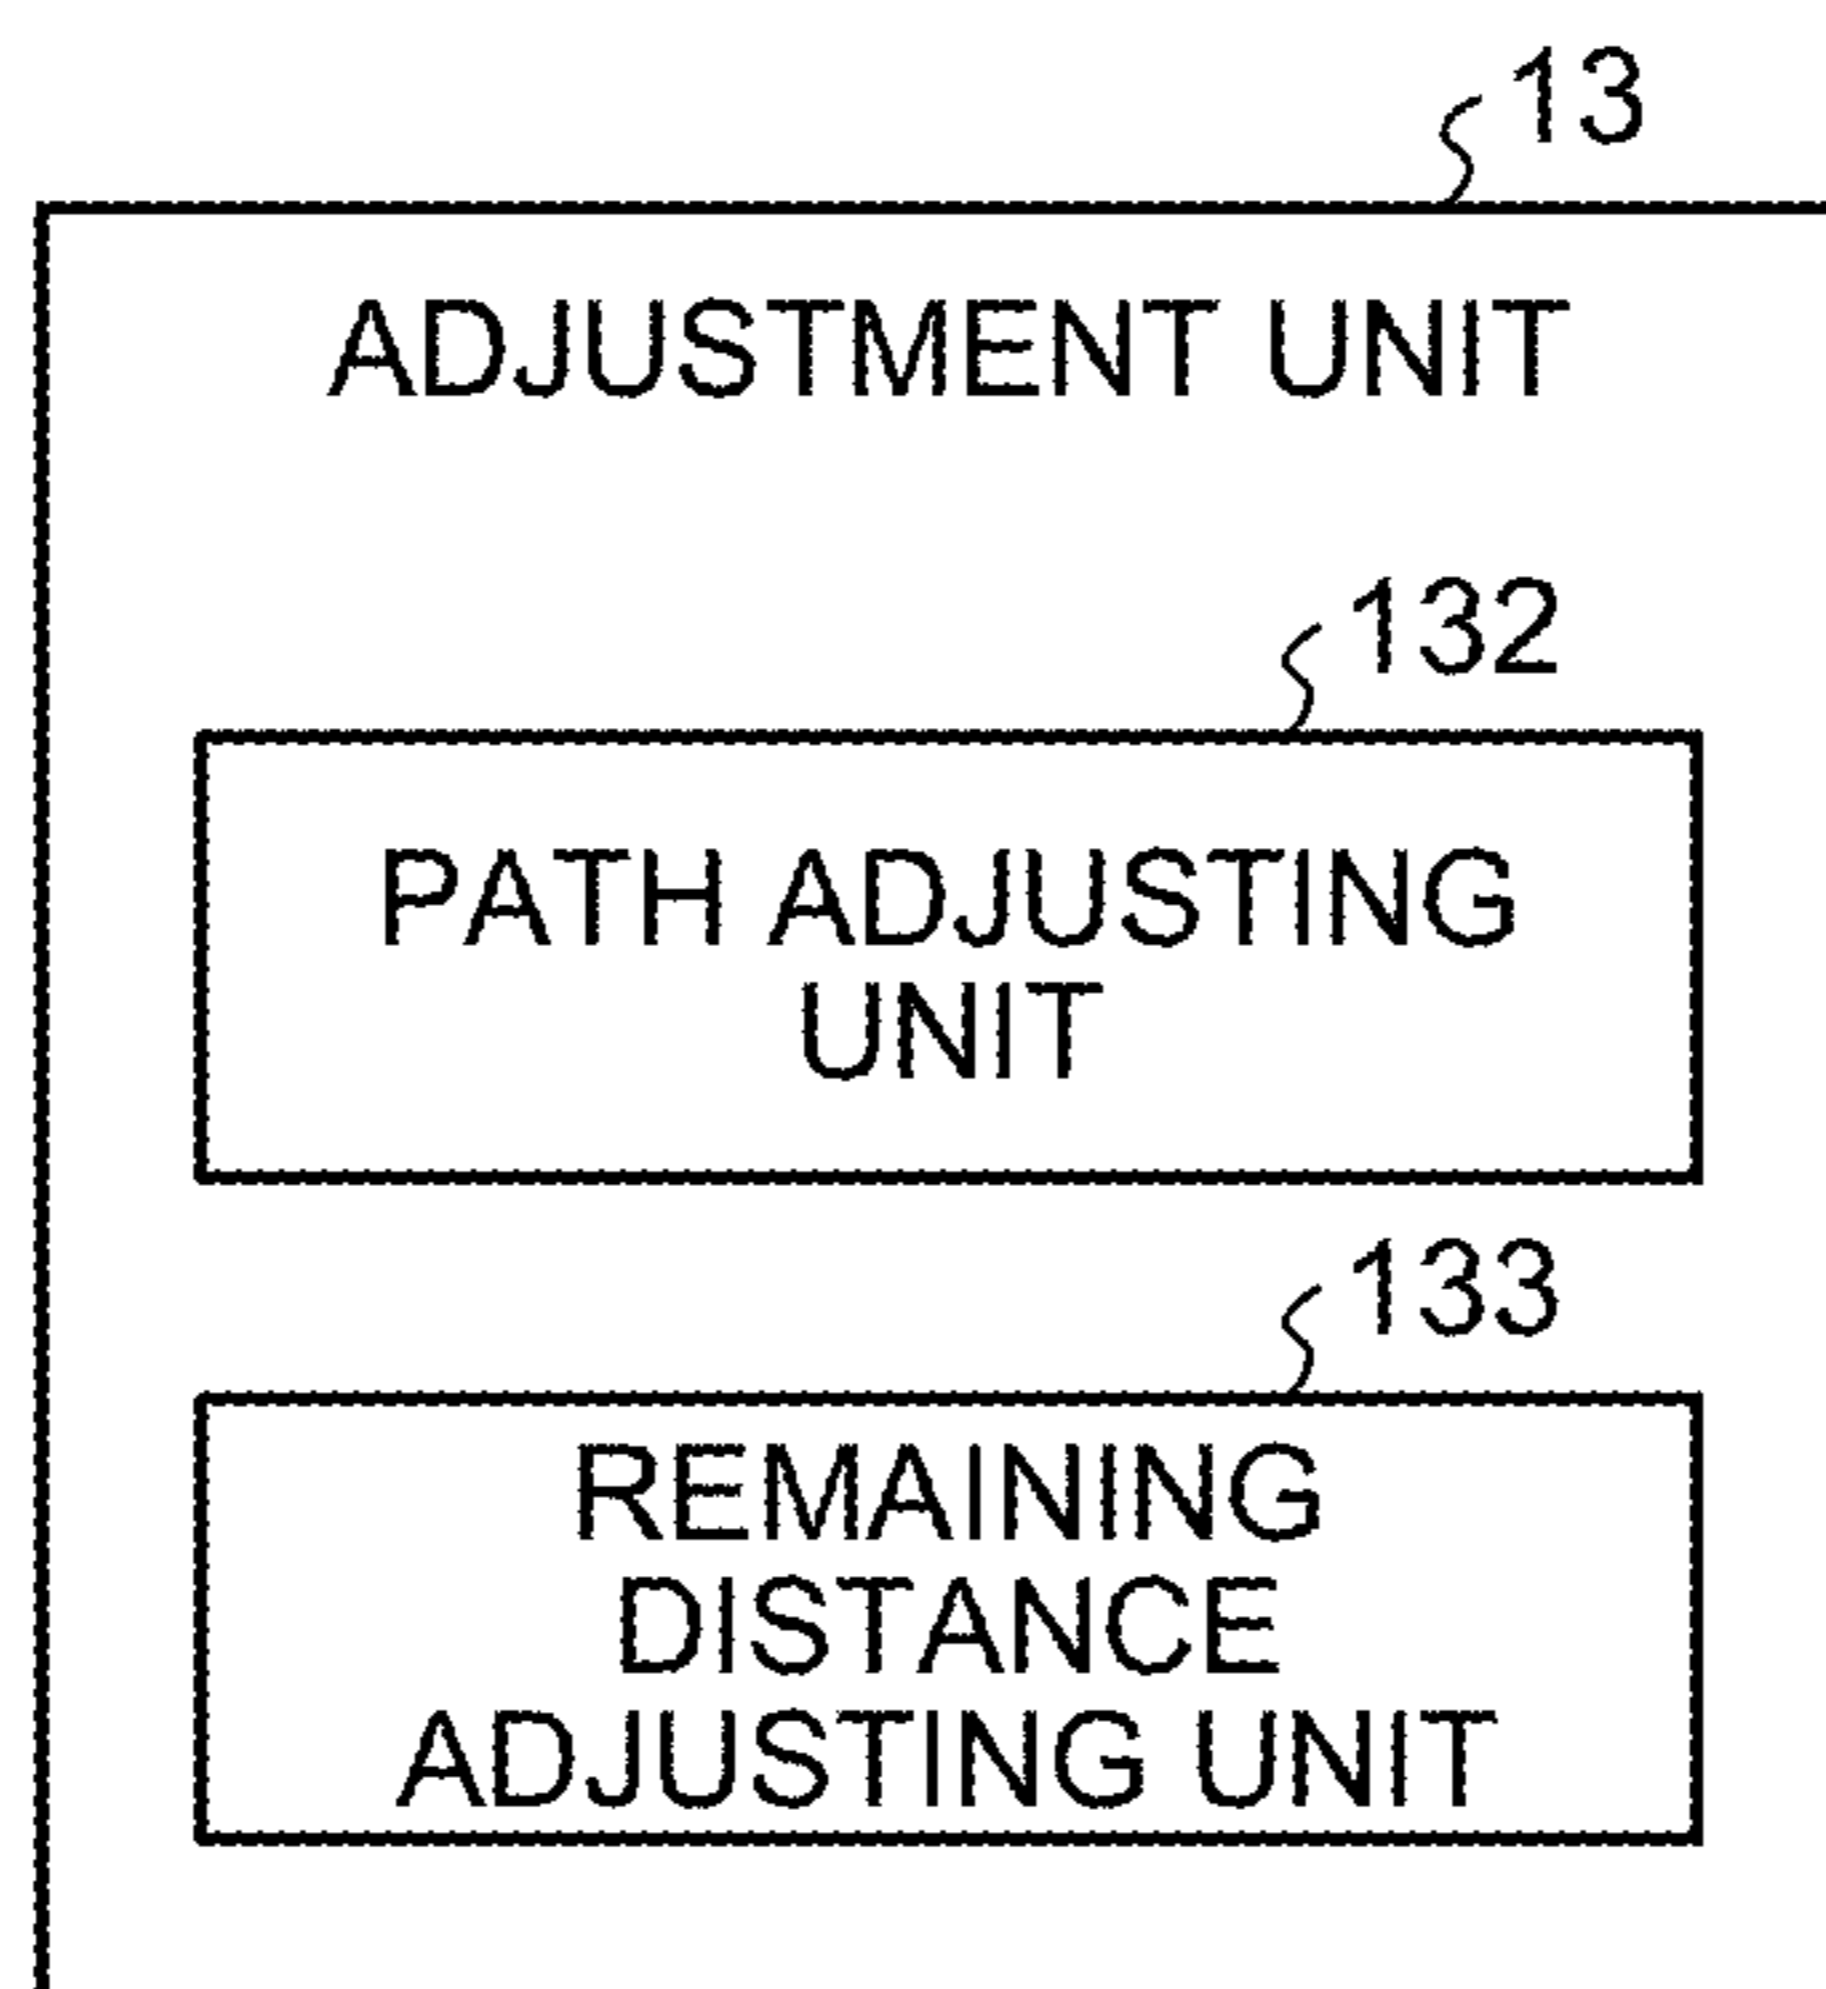 13
ADJUSTMENT UNIT
132
PATH ADJUSTING
UNIT
133
REMAINING
DISTANCE
ADJUSTING UNIT